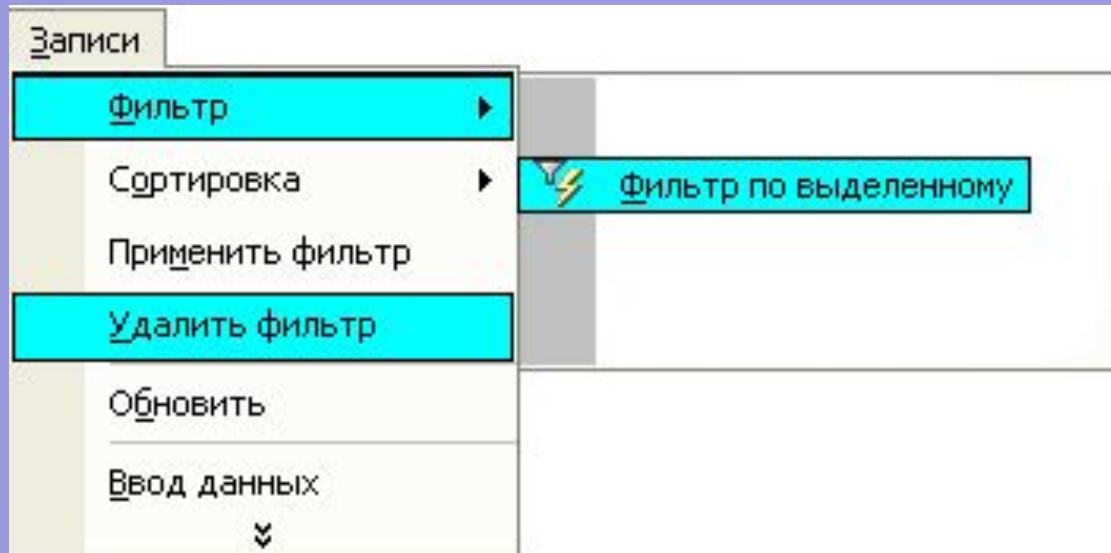 Записи
Фильтр
Сортировка
Фильтр по выделенному
Применить фильтр
Удалить фильтр
Обновить
Ввод данных